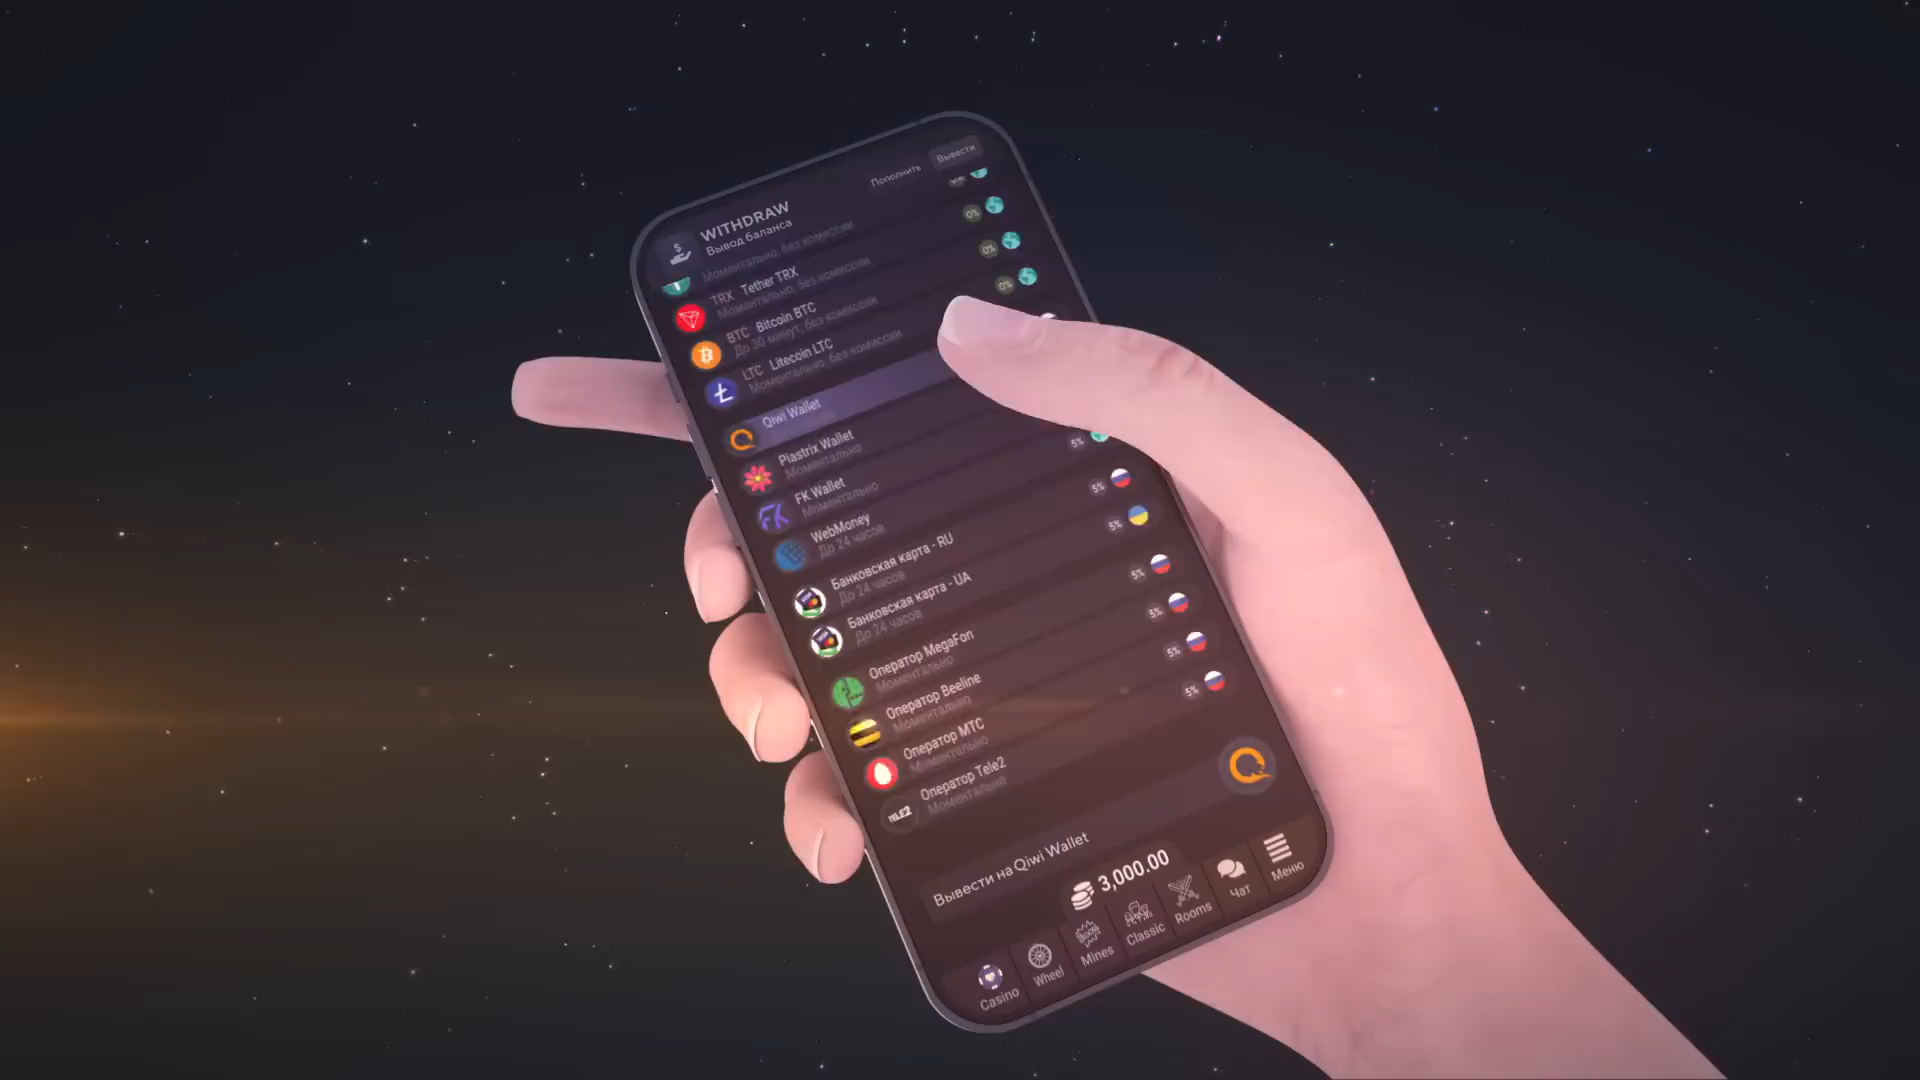 Пополнить
Вывести
WITHDRAW
Вывод баланса
0%
Моментально, без комиссии
0%
TRX Tether TRX
Моментально, без комиссии
0%
BTC Bitcoin BTC
До 30 минут, без комиссии
0%
LTC Litecoin LTC
Моментально, без комиссии
Qiwi Wallet
Piastrix Wallet
Моментально
FK Wallet
Моментально
5%
WebMoney
До 24 часов
5%
Банковская карта - RU
До 24 часов
5%
Банковская карта - UA
До 24 часов
5%
Оператор MegaFon
Моментально
5%
Оператор Beeline
Моментально
5%
Оператор МТС
Моментально
5%
TELE2
Оператор Tele2
Моментально
Вывести на Qiwi Wallet
3,000.00
Casino
Wheel
Mines
Classic
Rooms
Чат
Меню